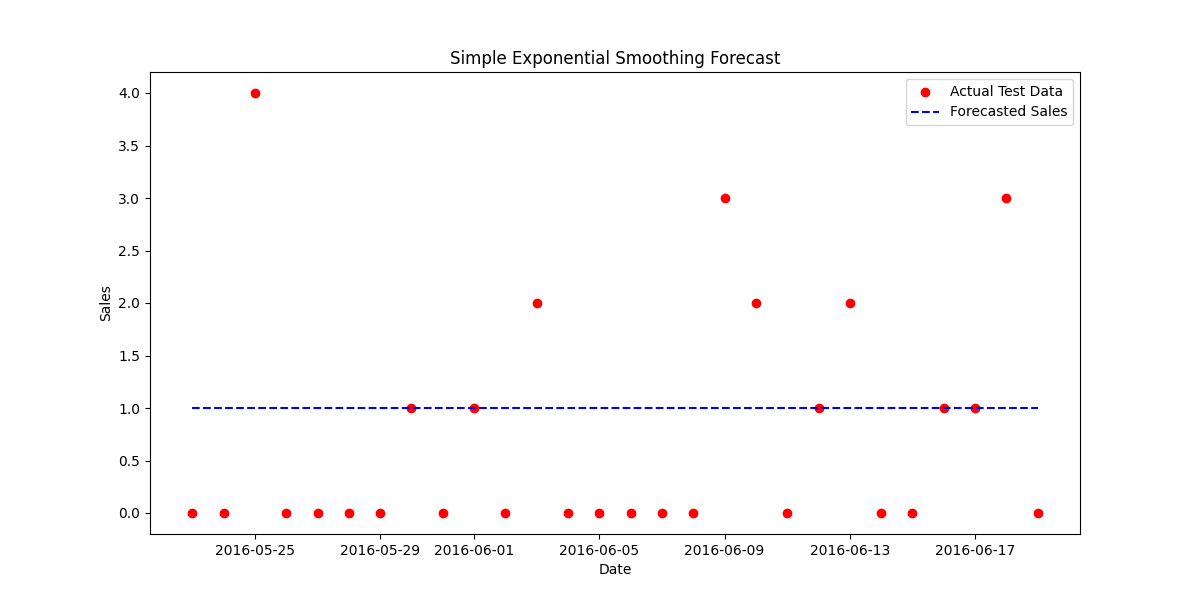 Simple Exponential Smoothing Forecast
Actual Test Data
Forecasted Sales
4.0
3.5
3.0
2.5
2.0
1.5
1.0
0.5
0.0
Sales
2016-05-25 2016-05-29 2016-06-01 2016-06-05 2016-06-09 2016-06-13 2016-06-17
Date